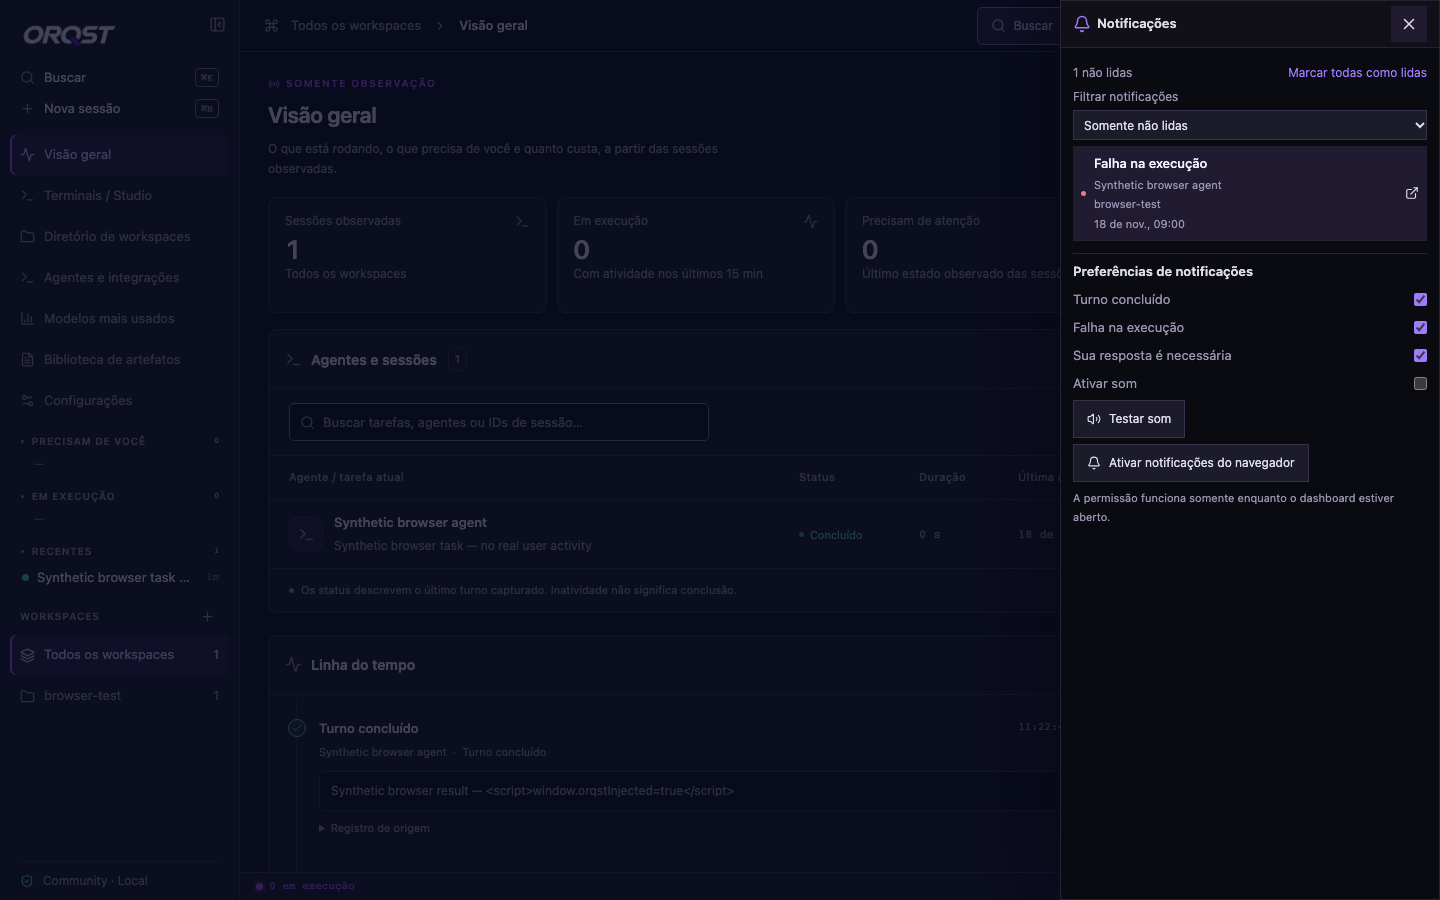 ORQST
Buscar
⌘K
Nova sessão
⌘N
Visão geral
Terminais / Studio
Diretório de workspaces
Agentes e integrações
Modelos mais usados
Biblioteca de artefatos
Configurações
PRECISAM DE VOCÊ 0
—
EM EXECUÇÃO 0
—
RECENTES 1
Synthetic browser task ... 1m
WORKSPACES
Todos os workspaces 1
browser-test 1
Community · Local
Todos os workspaces > Visão geral
Buscar
SOMENTE OBSERVAÇÃO
Visão geral
O que está rodando, o que precisa de você e quanto custa, a partir das sessões
observadas.
Sessões observadas
1
Todos os workspaces
Em execução
0
Com atividade nos últimos 15 min
Precisam de atenção
0
Último estado observado das sess
Agentes e sessões 1
Buscar tarefas, agentes ou IDs de sessão...
Agente / tarefa atual Status Duração Última
Synthetic browser agent
Synthetic browser task — no real user activity
Concluído 0 s 18 de
Os status descrevem o último turno capturado. Inatividade não significa conclusão.
Linha do tempo
Turno concluído 11:22:
Synthetic browser agent · Turno concluído
Synthetic browser result — <script>window.orqstInjected=true</script>
Registro de origem
0 em execução
Notificações
1 não lidas Marcar todas como lidas
Filtrar notificações
Somente não lidas
Falha na execução
Synthetic browser agent
browser-test
18 de nov., 09:00
Preferências de notificações
Turno concluído
Falha na execução
Sua resposta é necessária
Ativar som
Testar som
Ativar notificações do navegador
A permissão funciona somente enquanto o dashboard estiver
aberto.